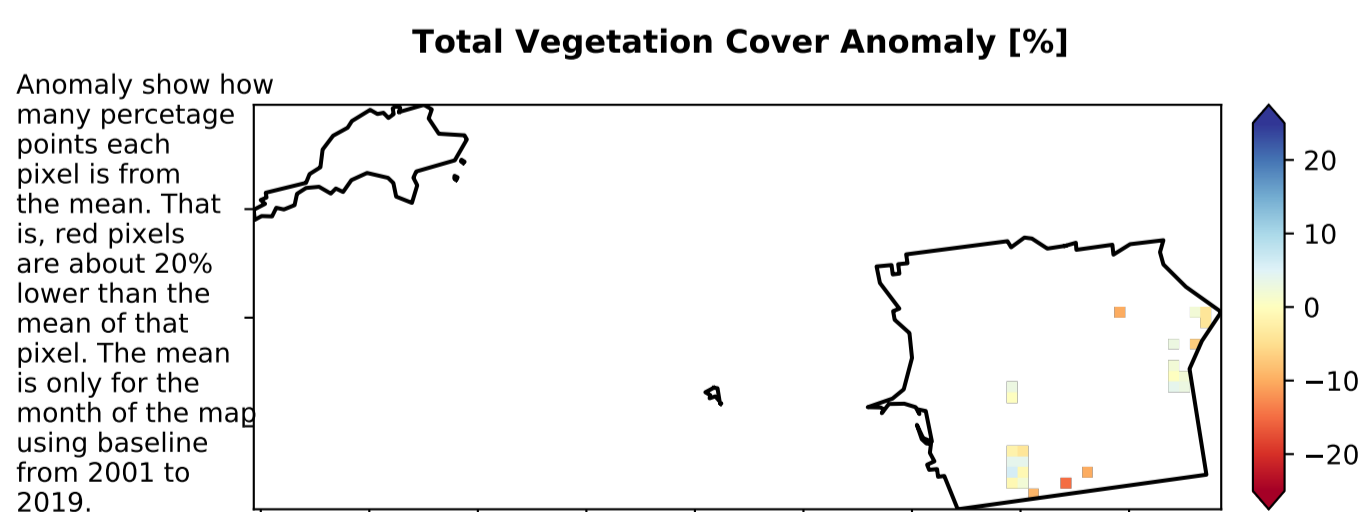 Total Vegetation Cover Anomaly [%]
Anomaly show how
many percetage
points each
pixel is from
the mean. That
is, red pixels
are about 20%
lower than the
mean of that
pixel. The mean
is only for the
month of the map
using baseline
from 2001 to
2019.
20
10
0
−10
−20